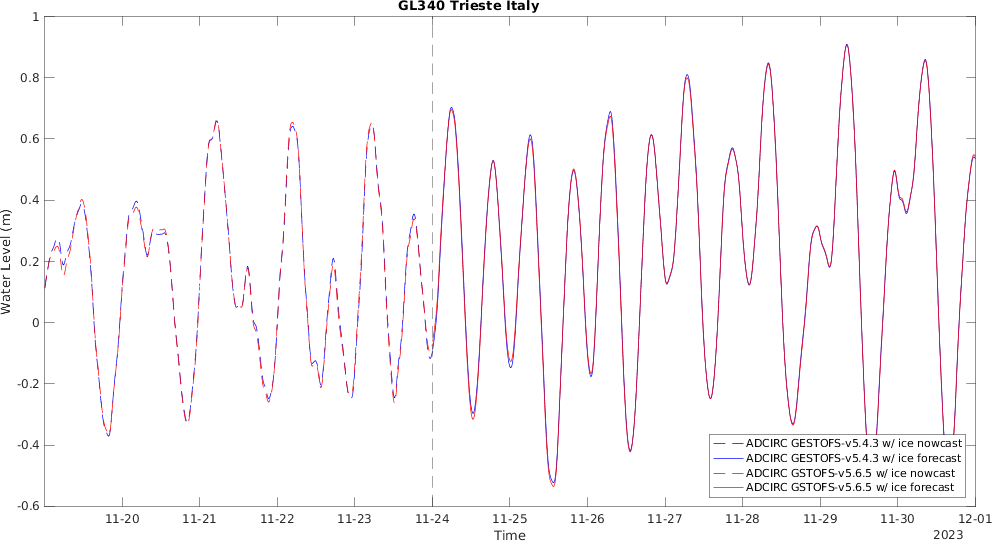 GL340 Trieste Italy
1
0.8
0.6
0.4
0.2
0
-0.2
-0.4
-0.6
Water Level (m)
11-20 11-21 11-22 11-23 11-24 11-25 11-26 11-27 11-28 11-29 11-30 12-01
Time
2023
ADCIRC GESTOFS-v5.4.3 w/ ice nowcast
ADCIRC GESTOFS-v5.4.3 w/ ice forecast
ADCIRC GSTOFS-v5.6.5 w/ ice nowcast
ADCIRC GSTOFS-v5.6.5 w/ ice forecast